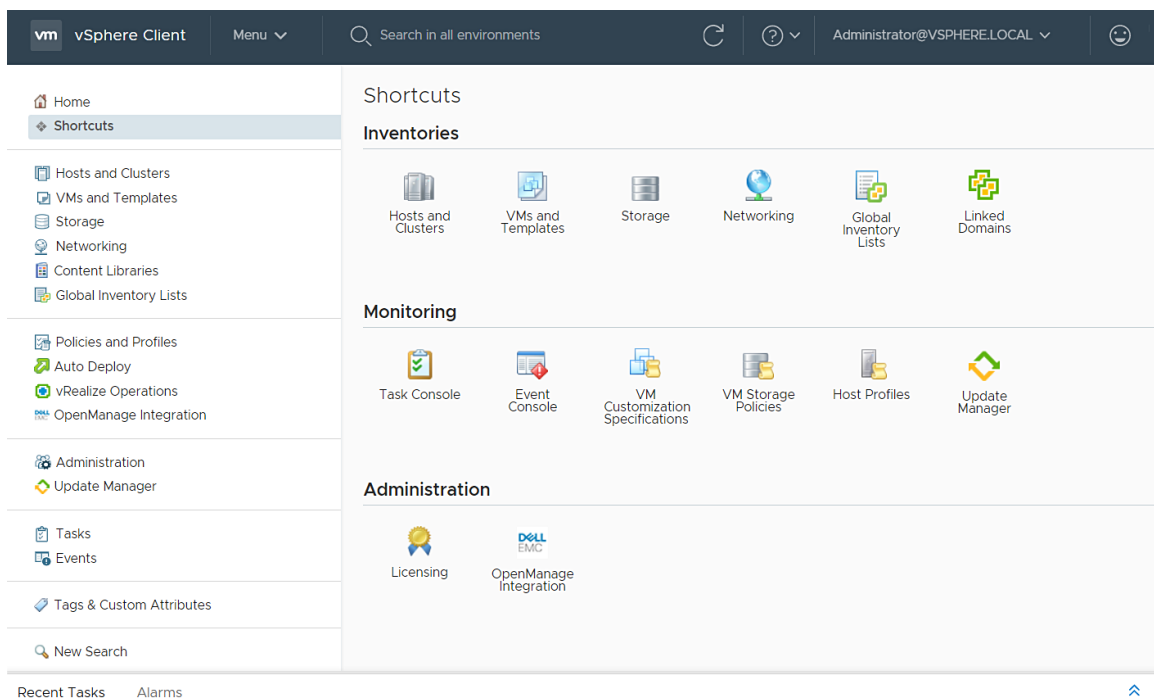 vm vSphere Client Menu Search in all environments Administrator@VSPHERE.LOCAL
Home
Shortcuts
Hosts and Clusters
VMs and Templates
Storage
Networking
Content Libraries
Global Inventory Lists
Policies and Profiles
Auto Deploy
vRealize Operations
DELL EMC OpenManage Integration
Administration
Update Manager
Tasks
Events
Tags & Custom Attributes
New Search
Shortcuts
Inventories
Hosts and
Clusters
VMs and
Templates
Storage
Networking
Global
Inventory
Lists
Linked
Domains
Monitoring
Task Console
Event
Console
VM
Customization
Specifications
VM Storage
Policies
Host Profiles
Update
Manager
Administration
Licensing
DELL
EMC
OpenManage
Integration
Recent Tasks Alarms